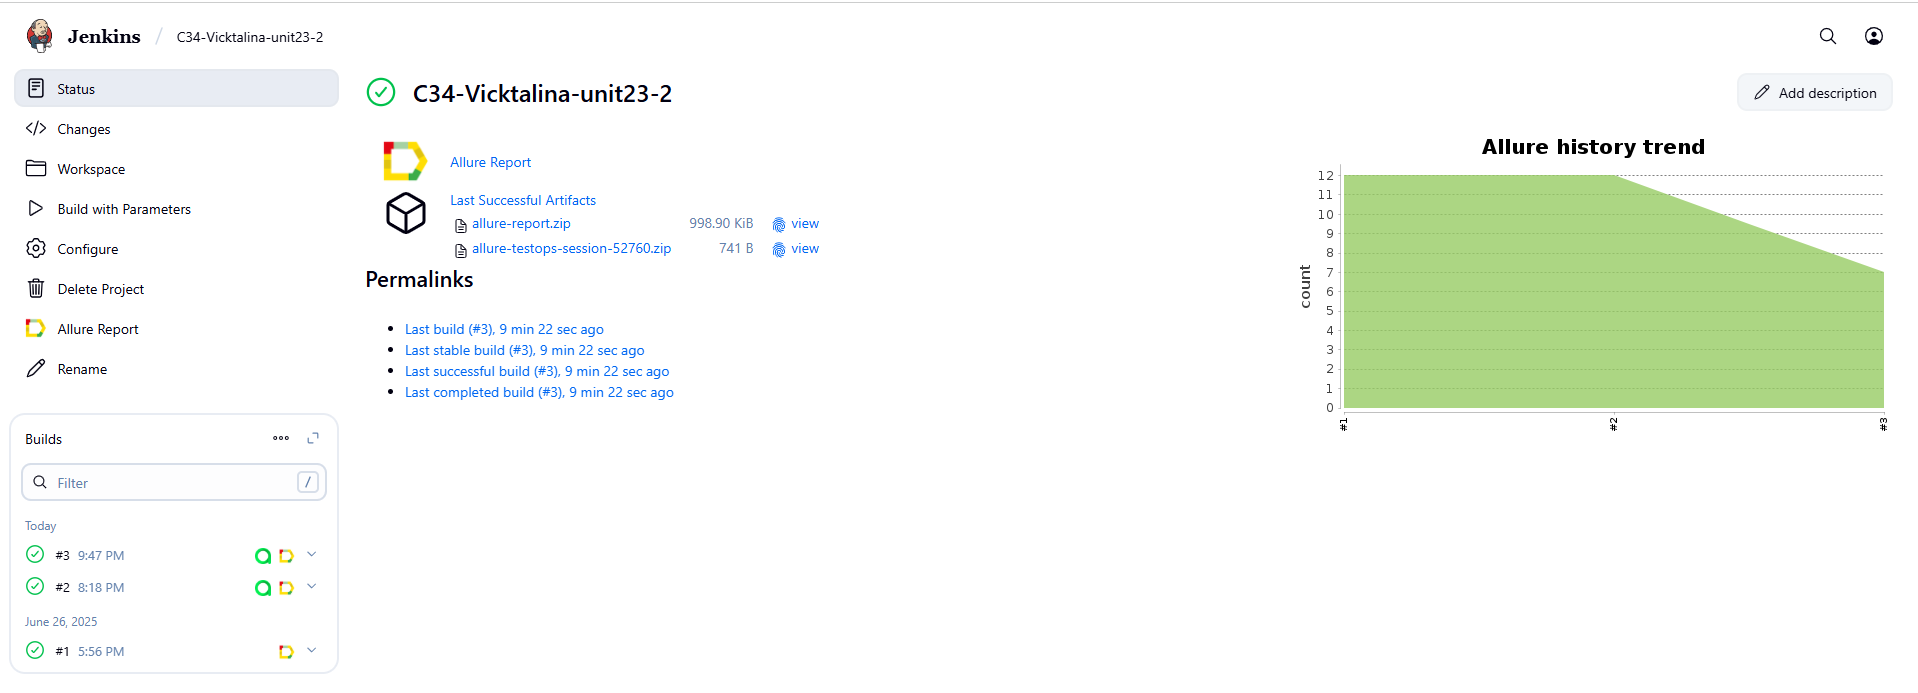 Jenkins / C34-Vicktalina-unit23-2
Status
Changes
Workspace
Build with Parameters
Configure
Delete Project
Allure Report
Rename
Builds
Filter /
Today
#3 9:47 PM
#2 8:18 PM
June 26, 2025
#1 5:56 PM
C34-Vicktalina-unit23-2
Add description
Allure Report
Last Successful Artifacts
allure-report.zip 998.90 KiB view
allure-testops-session-52760.zip 741 B view
Permalinks
Last build (#3), 9 min 22 sec ago
Last stable build (#3), 9 min 22 sec ago
Last successful build (#3), 9 min 22 sec ago
Last completed build (#3), 9 min 22 sec ago
Allure history trend
count
12
11
10
9
8
7
6
5
4
3
2
1
0
#1 #2 #3